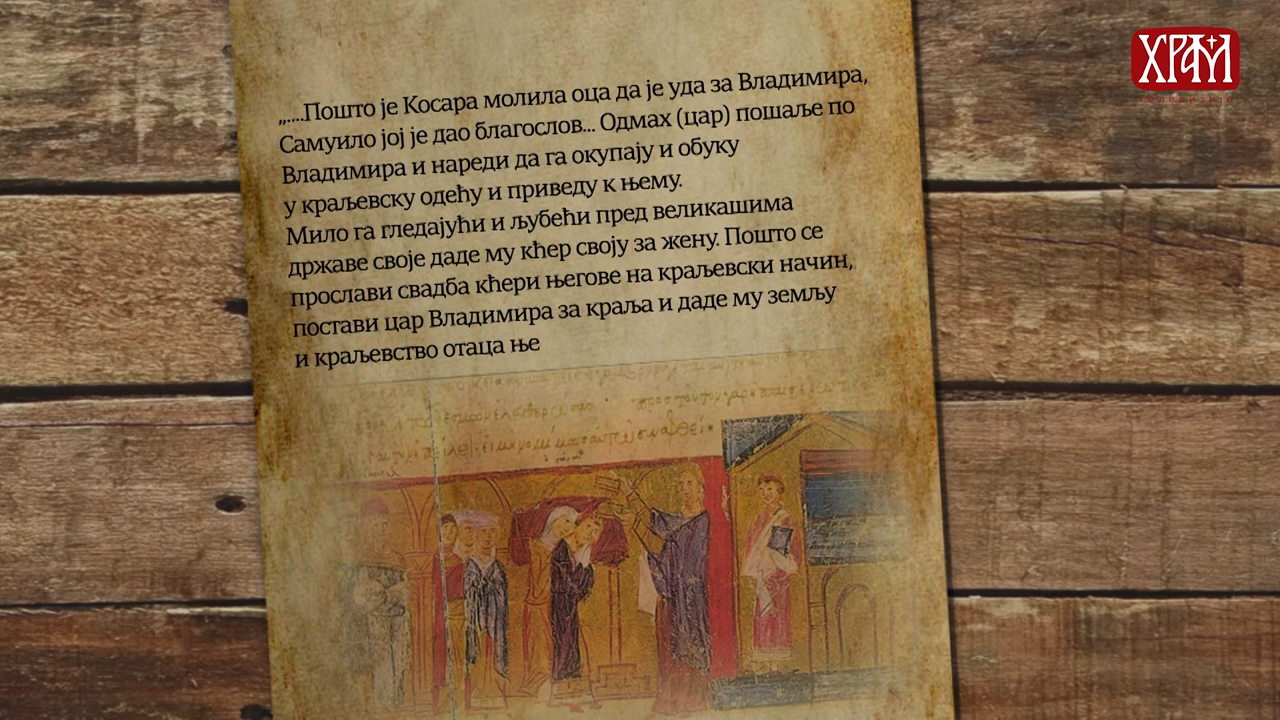 „....Пошто је Косара молила оца да је уда за Владимира,
Самуило јој је дао благослов... Одмах (цар) пошаље по
Владимира и нареди да га окупају и обуку
у краљевску одећу и приведу к њему.
Мило га гледајући и љубећи пред великашима
државе своје даде му кћер своју за жену. Пошто се
прослави свадба кћери његове на краљевски начин,
постави цар Владимира за краља и даде му земљу
и краљевство отаца ње
ХРАМ
телевизија